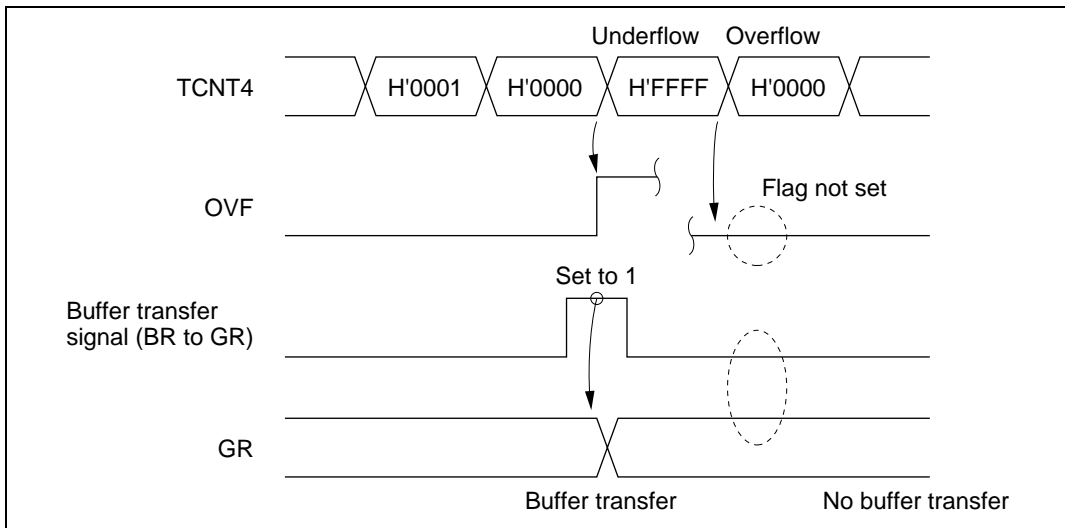 Underflow Overflow
TCNT4 H'0001 H'0000 H'FFFF H'0000
Flag not set
OVF
Set to 1
Buffer transfer
signal (BR to GR)
GR
Buffer transfer No buffer transfer